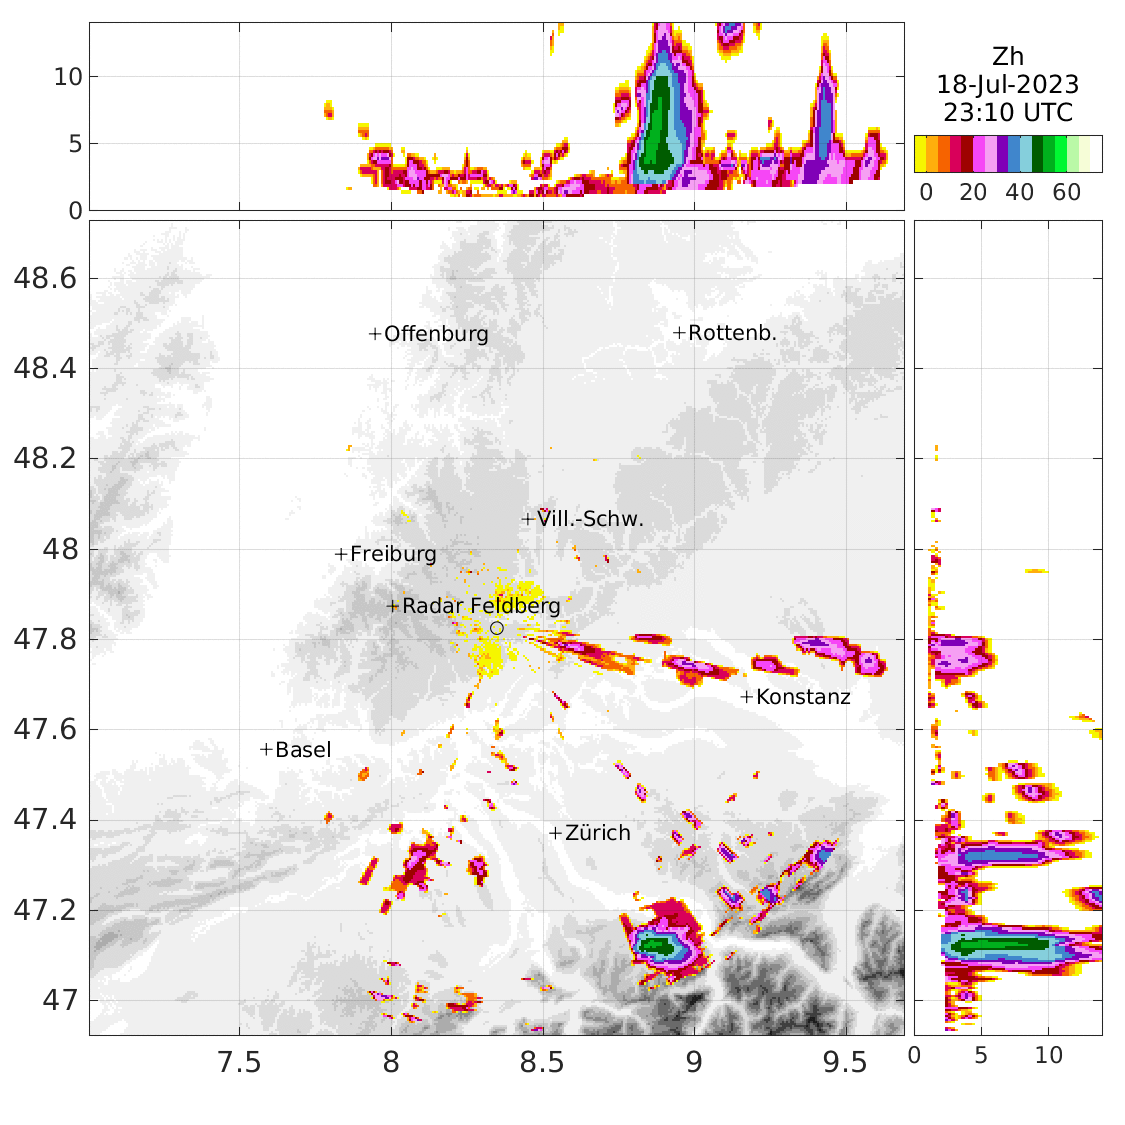 10
5
0
Zh
18-Jul-2023
23:10 UTC
0 20 40 60
48.6
48.4
48.2
48
47.8
47.6
47.4
47.2
47
+Offenburg
+Rottenb.
+Vill.-Schw.
+Freiburg
+Radar Feldberg
+Konstanz
+Basel
+Zürich
7.5 8 8.5 9 9.5
0 5 10